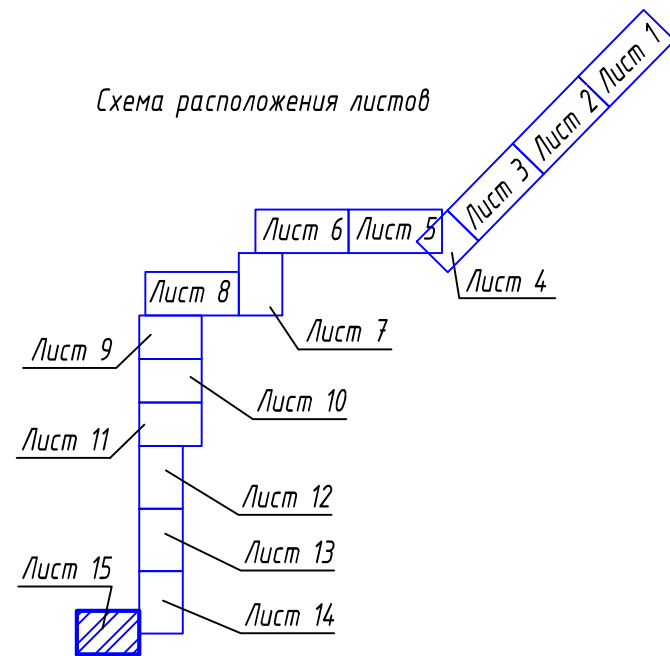 Схема расположения листов
Лист 1
Лист 2
Лист 3
Лист 4
Лист 5
Лист 6
Лист 7
Лист 8
Лист 9
Лист 10
Лист 11
Лист 12
Лист 13
Лист 14
Лист 15